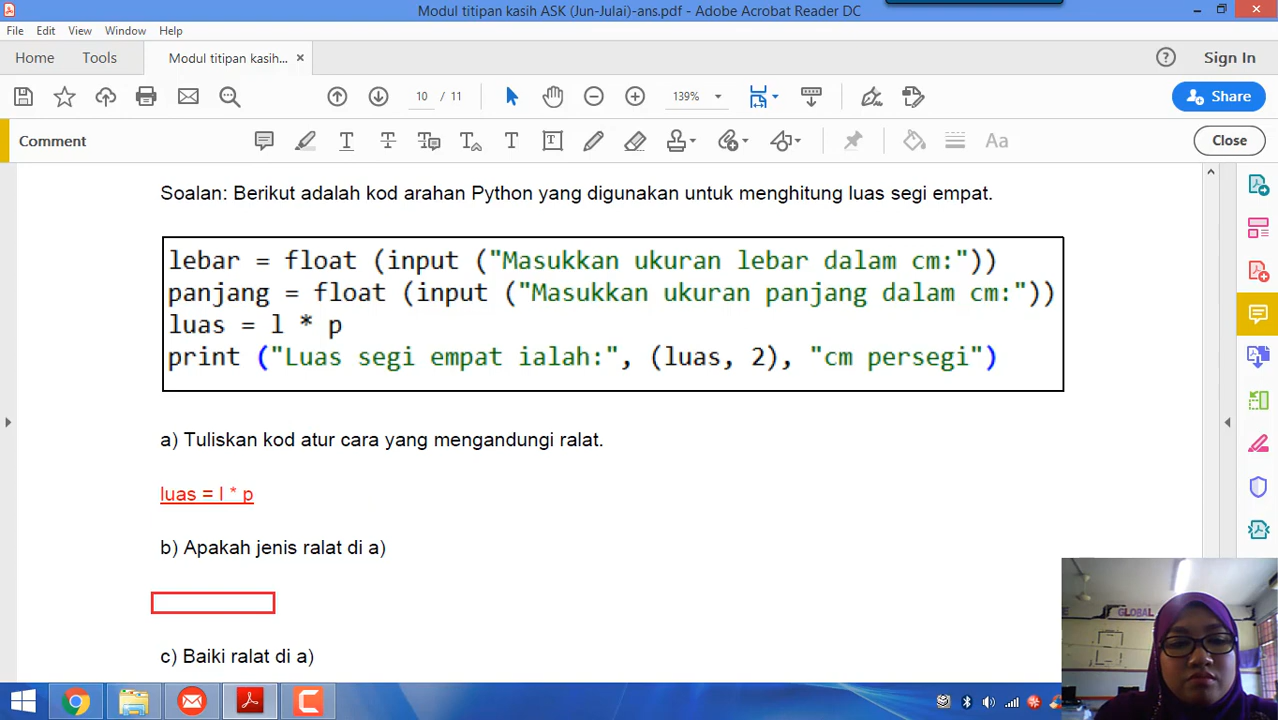 Modul titipan kasih ASK (Jun-Julai)-ans.pdf - Adobe Acrobat Reader DC
File Edit View Window Help
Home Tools Modul titipan kasih... × Sign In
10 / 11 139% Share
Comment Aa Close
Soalan: Berikut adalah kod arahan Python yang digunakan untuk menghitung luas segi empat.
lebar = float (input ("Masukkan ukuran lebar dalam cm:"))
panjang = float (input ("Masukkan ukuran panjang dalam cm:"))
luas = l * p
print ("Luas segi empat ialah:", (luas, 2), "cm persegi")
a) Tuliskan kod atur cara yang mengandungi ralat.
luas = l * p
b) Apakah jenis ralat di a)
c) Baiki ralat di a)
GLOBAL